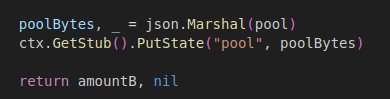 poolBytes, _ = json.Marshal(pool)
ctx.GetStub().PutState("pool", poolBytes)
return amountB, nil